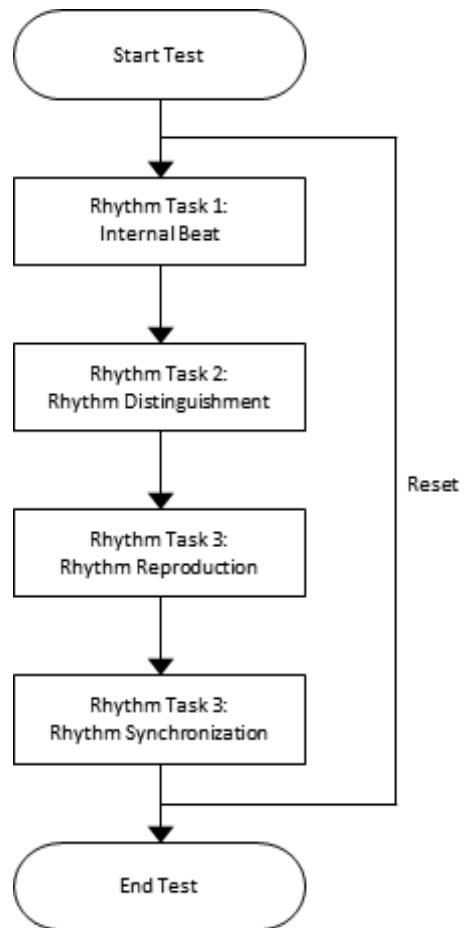 Start Test
Rhythm Task 1:
Internal Beat
Rhythm Task 2:
Rhythm Distinguishment
Reset
Rhythm Task 3:
Rhythm Reproduction
Rhythm Task 3:
Rhythm Synchronization
End Test